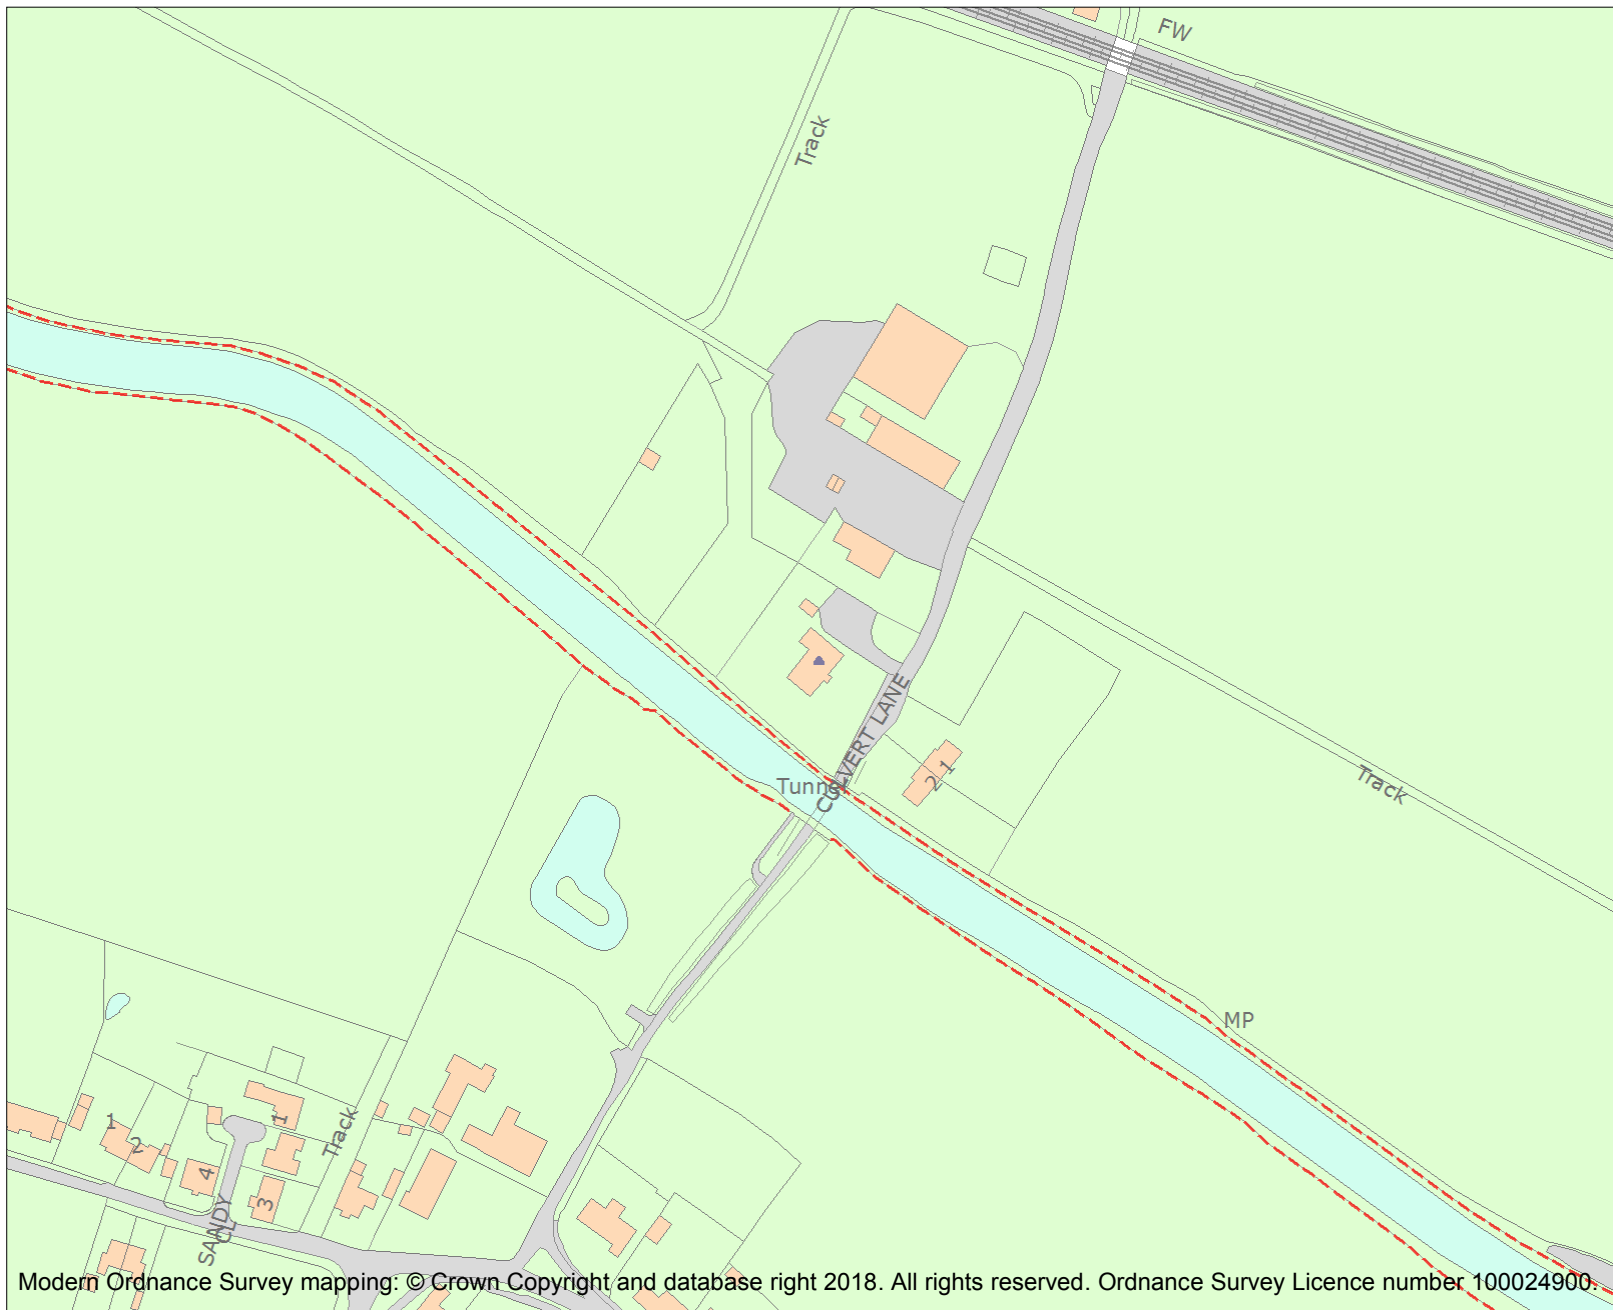 FW
Track
CULVERT LANE
Tunnel
1
2
Track
MP
1
2
1
Track
4
3
SANDY
CL
Modern Ordnance Survey mapping: © Crown Copyright and database right 2018. All rights reserved. Ordnance Survey Licence number 100024900.